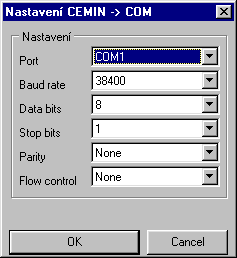 Nastavení CEMIN -> COM
Nastavení
Port COM1
Baud rate 38400
Data bits 8
Stop bits 1
Parity None
Flow control None
OK Cancel